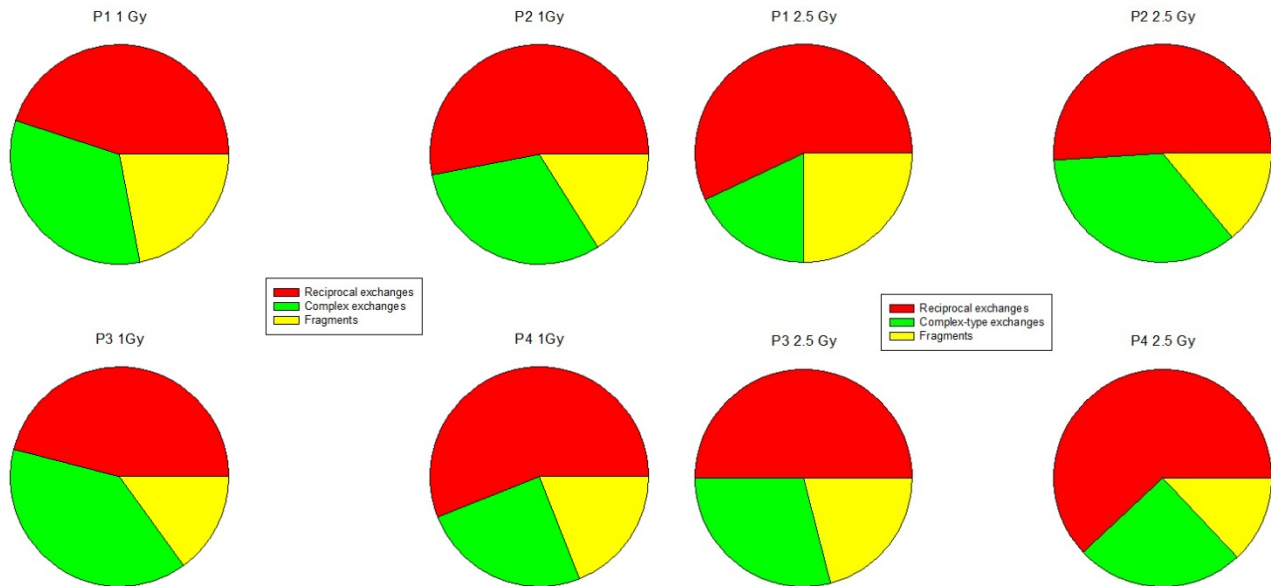 P1 1 Gy
P2 1Gy
P1 2.5 Gy
P2 2.5 Gy
Reciprocal exchanges
Complex exchanges
Fragments
Reciprocal exchanges
Complex-type exchanges
Fragments
P3 1Gy
P4 1Gy
P3 2.5 Gy
P4 2.5 Gy